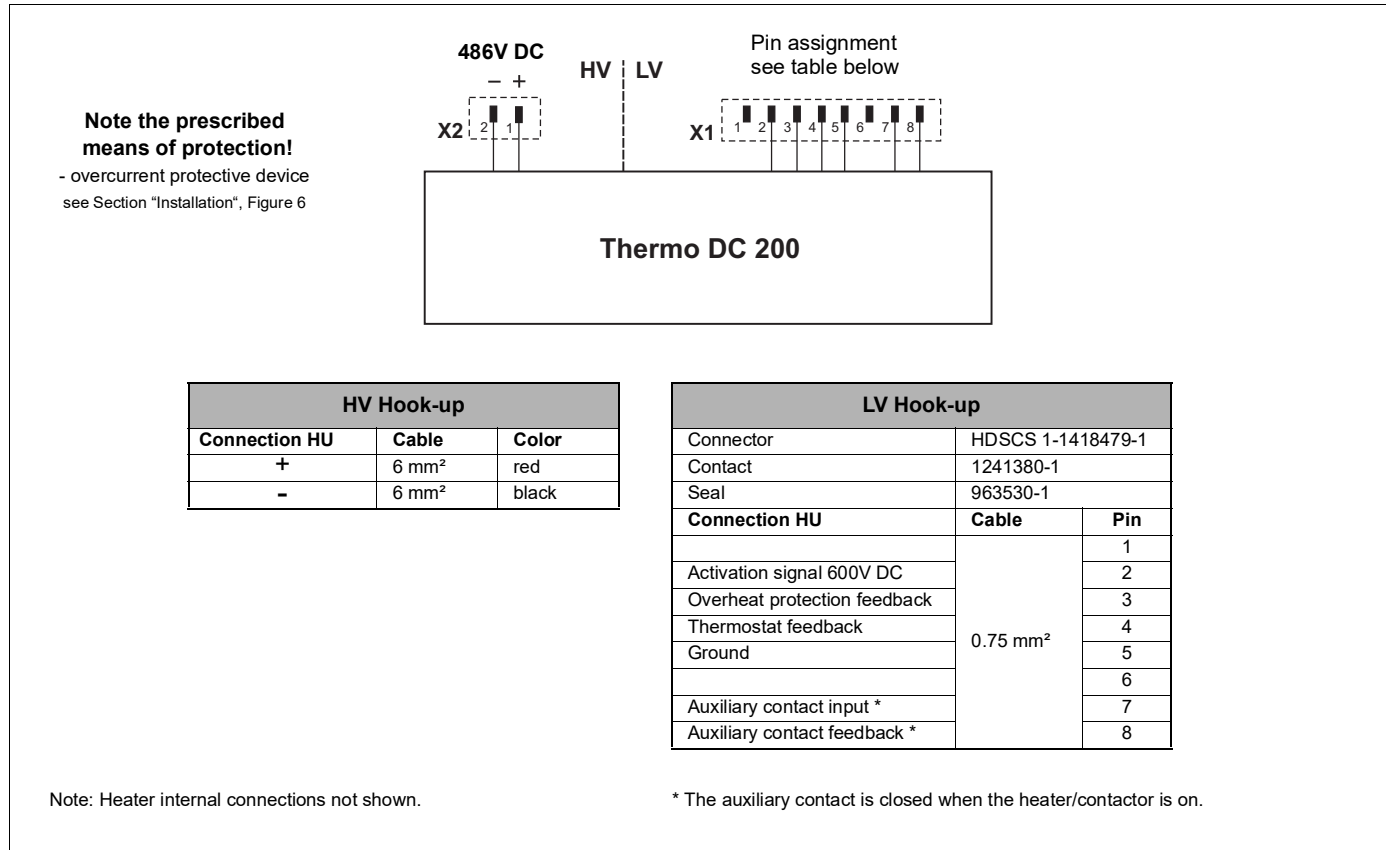 486V DC
– +
HV LV
Pin assignment
see table below
Note the prescribed
means of protection!
- overcurrent protective device
see Section “Installation“, Figure 6
X2 2 1
X1 1 2 3 4 5 6 7 8
Thermo DC 200
HV Hook-up
Connection HU Cable Color
+ 6 mm² red
- 6 mm² black
LV Hook-up
Connector HDSCS 1-1418479-1
Contact 1241380-1
Seal 963530-1
Connection HU Cable Pin
1
Activation signal 600V DC 2
Overheat protection feedback 3
Thermostat feedback 4
0.75 mm²
Ground 5
6
Auxiliary contact input * 7
Auxiliary contact feedback * 8
Note: Heater internal connections not shown.
* The auxiliary contact is closed when the heater/contactor is on.